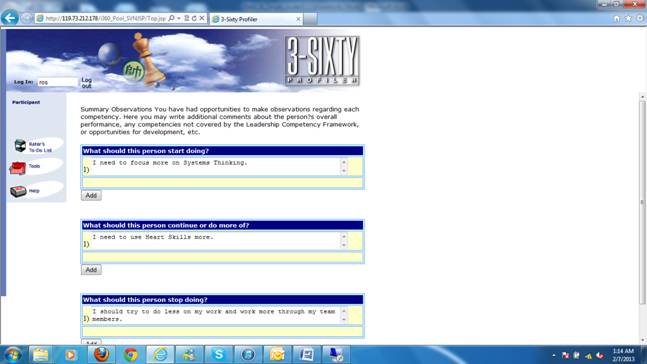 http://119.73.212.178/i360_Pool_SVN/JSP/Top.jsp
3-Sixty Profiler
3-SIXTY
PROFILER
Log In: ros
Log out
Participant
Rater's
To-Do List
Tools
Help
Summary Observations You have had opportunities to make observations regarding each
competency. Here you may write additional comments about the person?s overall
performance, any competencies not covered by the Leadership Competency Framework,
or opportunities for development, etc.
What should this person start doing?
1) I need to focus more on Systems Thinking.
Add
What should this person continue or do more of?
1) I need to use Heart Skills more.
Add
What should this person stop doing?
1) I should try to do less on my work and work more through my team
members.
Add
1:14 AM
2/7/2013